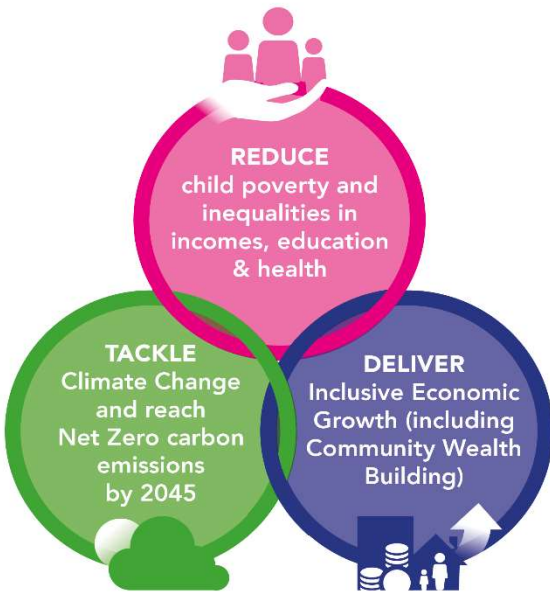 REDUCE
child poverty and
inequalities in
incomes, education
& health
TACKLE
Climate Change
and reach
Net Zero carbon
emissions
by 2045
DELIVER
Inclusive Economic
Growth (including
Community Wealth
Building)